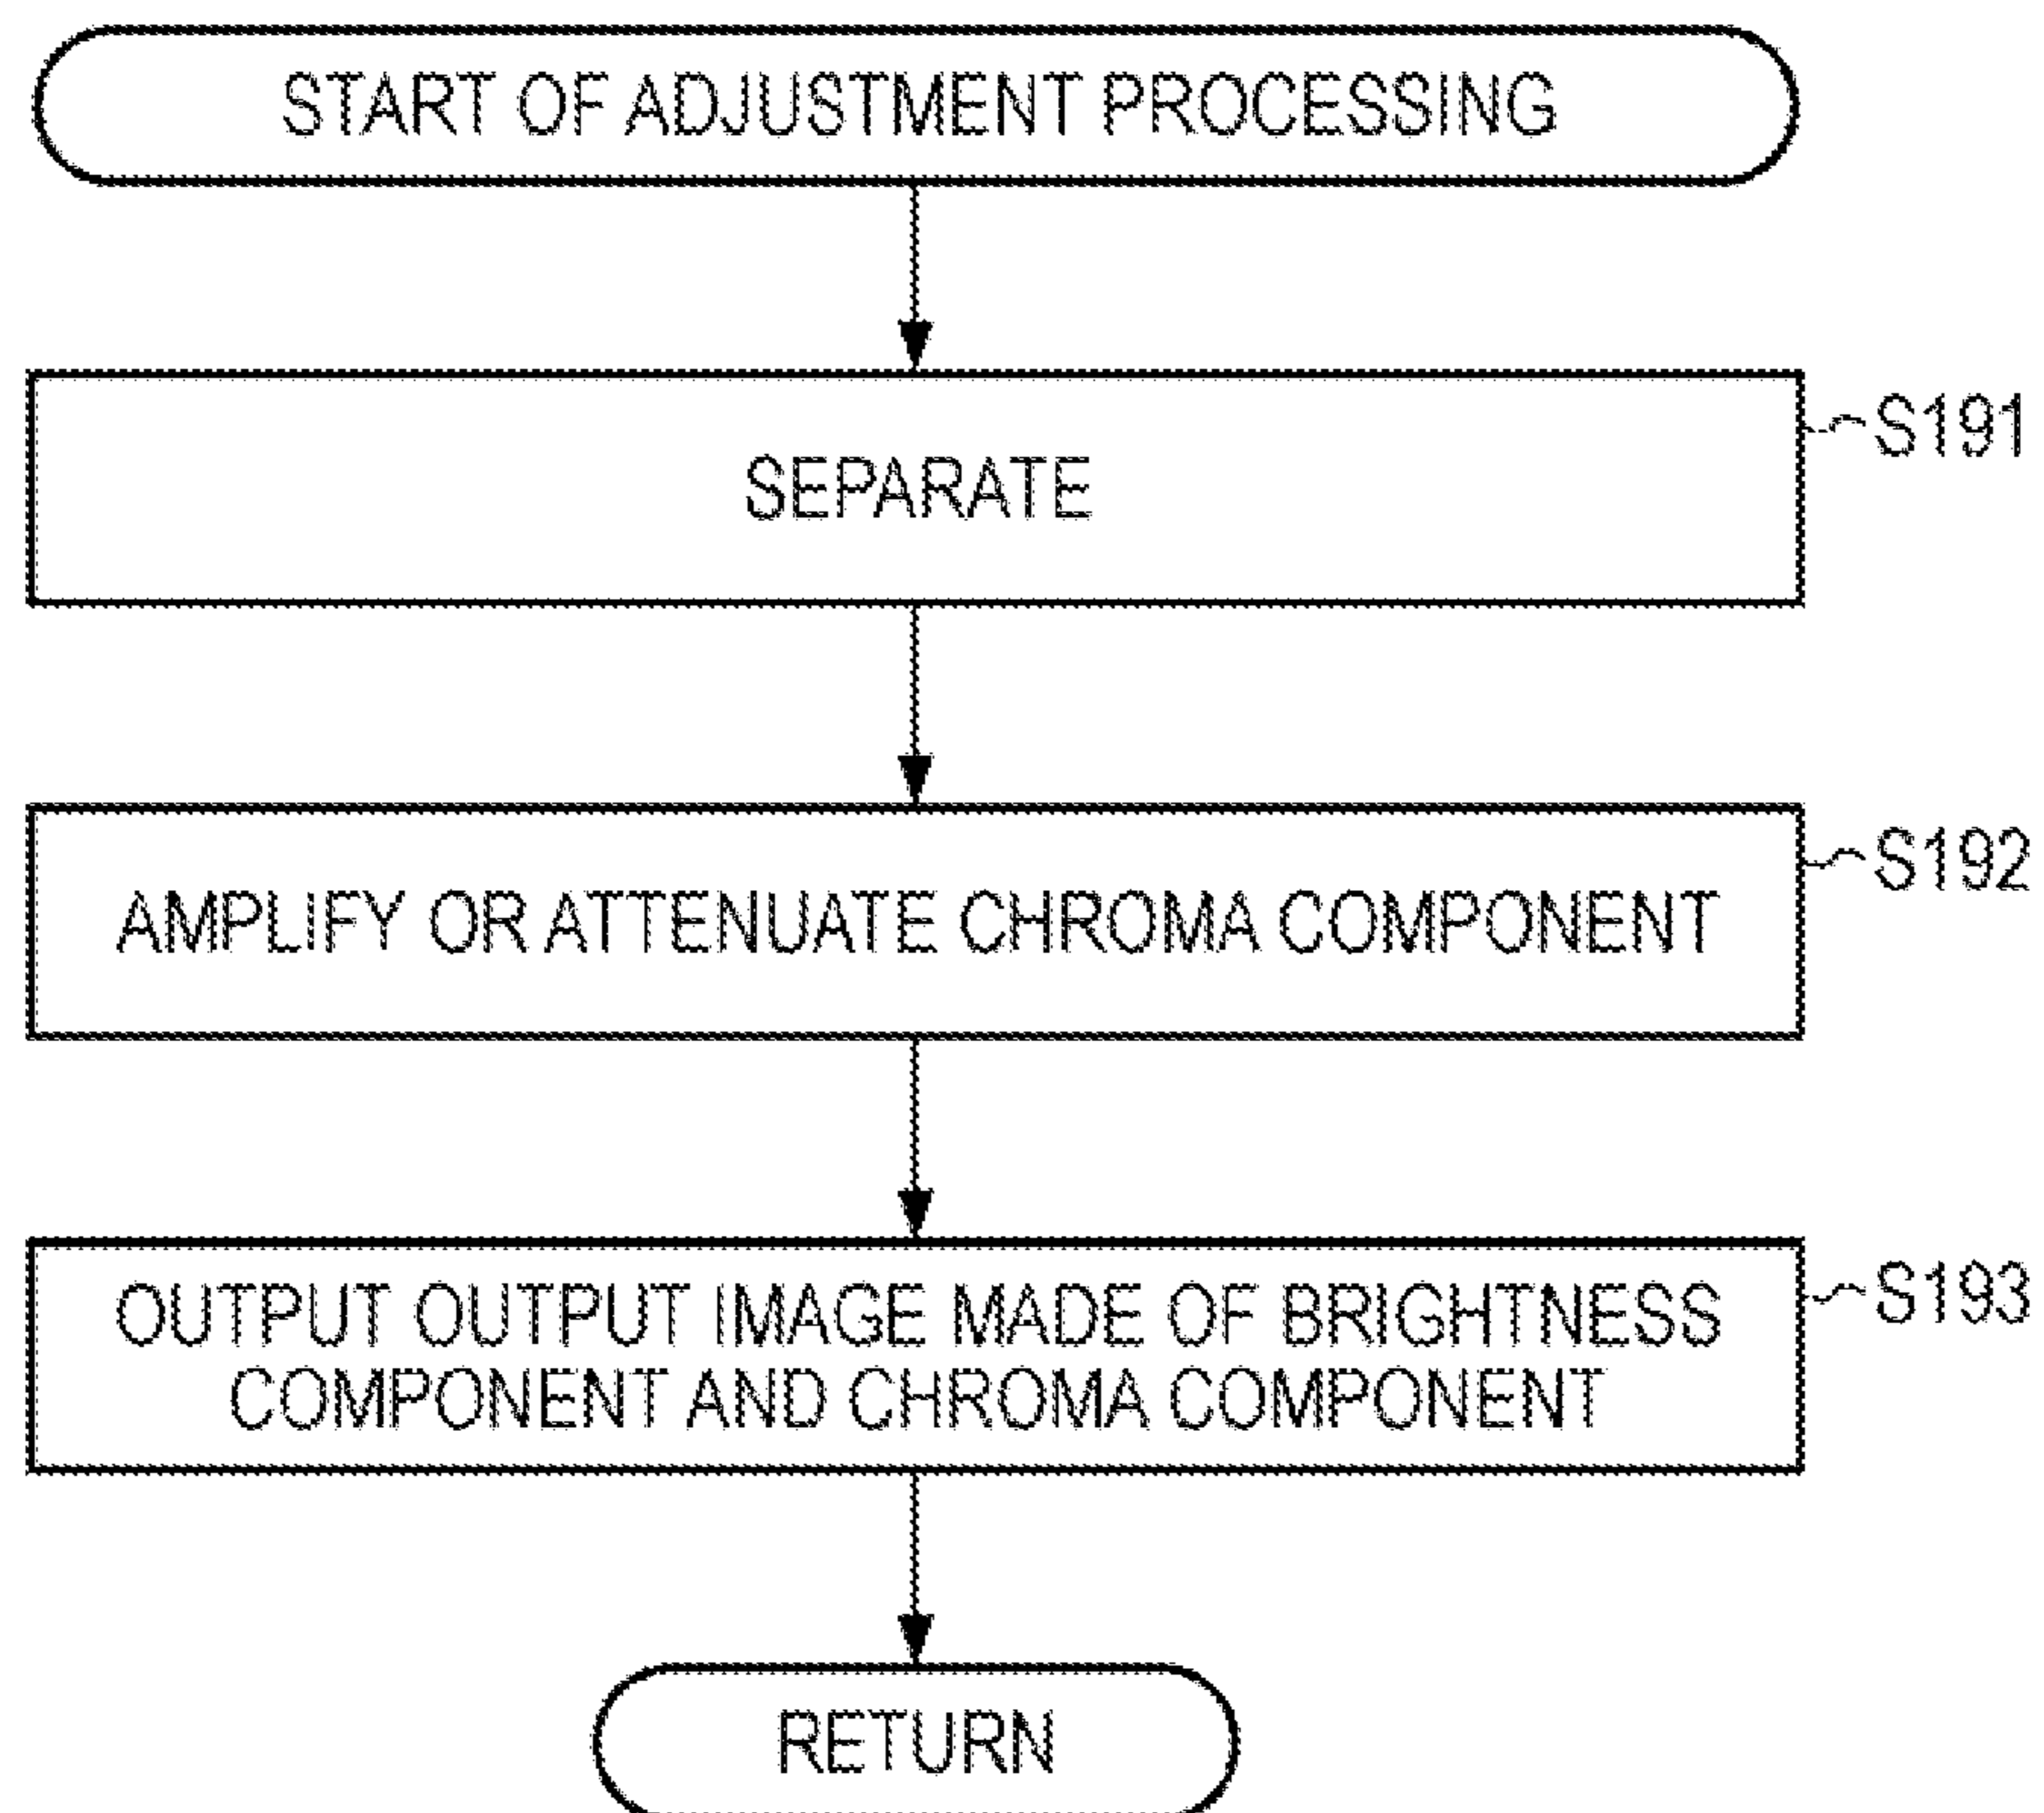 START OF ADJUSTMENT PROCESSING
SEPARATE
S191
AMPLIFY OR ATTENUATE CHROMA COMPONENT
S192
OUTPUT OUTPUT IMAGE MADE OF BRIGHTNESS
COMPONENT AND CHROMA COMPONENT
S193
RETURN